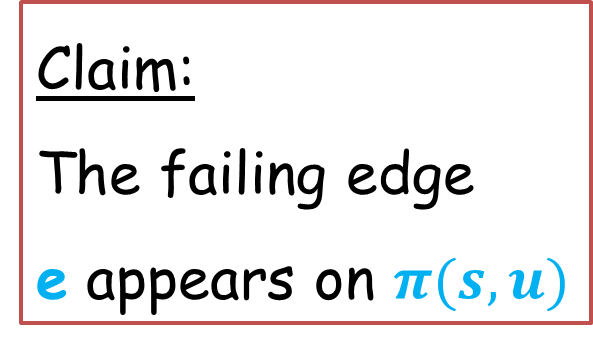 Claim:
The failing edge
e appears on π(s, u)